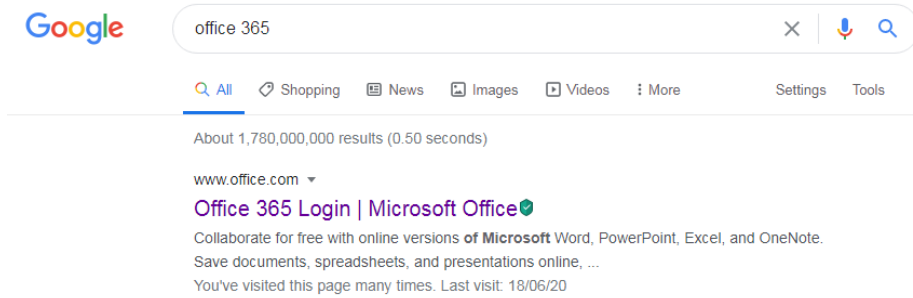 Google office 365
All Shopping News Images Videos More Settings Tools
About 1,780,000,000 results (0.50 seconds)
www.office.com
Office 365 Login | Microsoft Office
Collaborate for free with online versions of Microsoft Word, PowerPoint, Excel, and OneNote.
Save documents, spreadsheets, and presentations online, ...
You've visited this page many times. Last visit: 18/06/20